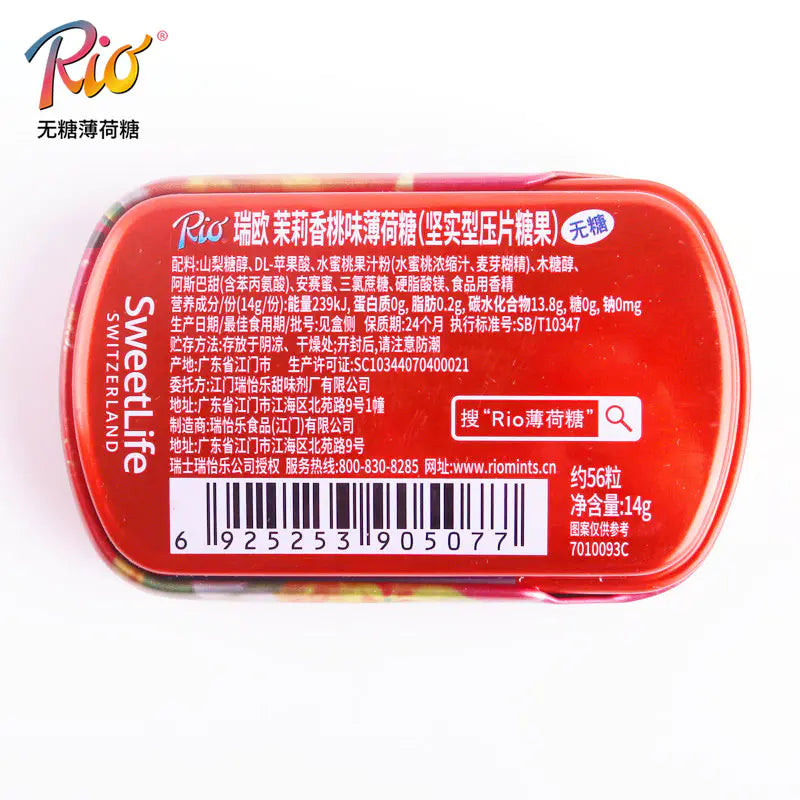 Rio®
无糖薄荷糖
Rio 瑞欧 茉莉香桃味薄荷糖(坚实型压片糖果) 无糖
配料:山梨糖醇、DL-苹果酸、水蜜桃果汁粉(水蜜桃浓缩汁、麦芽糊精)、木糖醇、
阿斯巴甜(含苯丙氨酸)、安赛蜜、三氯蔗糖、硬脂酸镁、食品用香精
营养成分/份(14g/份):能量239kJ, 蛋白质0g, 脂肪0.2g, 碳水化合物13.8g, 糖0g, 钠0mg
生产日期/最佳食用期/批号:见盒侧 保质期:24个月 执行标准号:SB/T10347
贮存方法:存放于阴凉、干燥处;开封后,请注意防潮
产地:广东省江门市 生产许可证:SC10344070400021
委托方:江门瑞怡乐甜味剂厂有限公司
地址:广东省江门市江海区北苑路9号1幢
制造商:瑞怡乐食品(江门)有限公司
地址:广东省江门市江海区北苑路9号
瑞士瑞怡乐公司授权 服务热线:800-830-8285 网址:www.riomints.cn
搜“Rio薄荷糖”
约56粒
净含量:14g
图案仅供参考
7010093C
6 925253 905077
SweetLife
SWITZERLAND